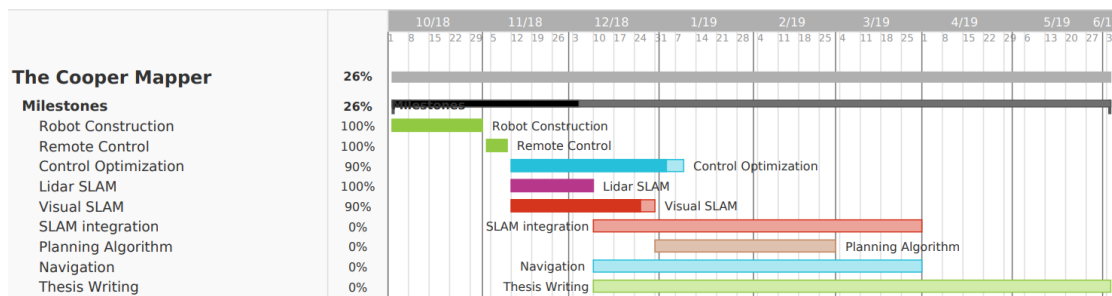 10/18 11/18 12/18 1/19 2/19 3/19 4/19 5/19 6/1
1 8 15 22 29 5 12 19 26 3 10 17 24 31 7 14 21 28 4 11 18 25 4 11 18 25 1 8 15 22 29 6 13 20 27 3
The Cooper Mapper 26%
Milestones 26% Milestones
Robot Construction 100% Robot Construction
Remote Control 100% Remote Control
Control Optimization 90% Control Optimization
Lidar SLAM 100% Lidar SLAM
Visual SLAM 90% Visual SLAM
SLAM integration 0% SLAM integration
Planning Algorithm 0% Planning Algorithm
Navigation 0% Navigation
Thesis Writing 0% Thesis Writing